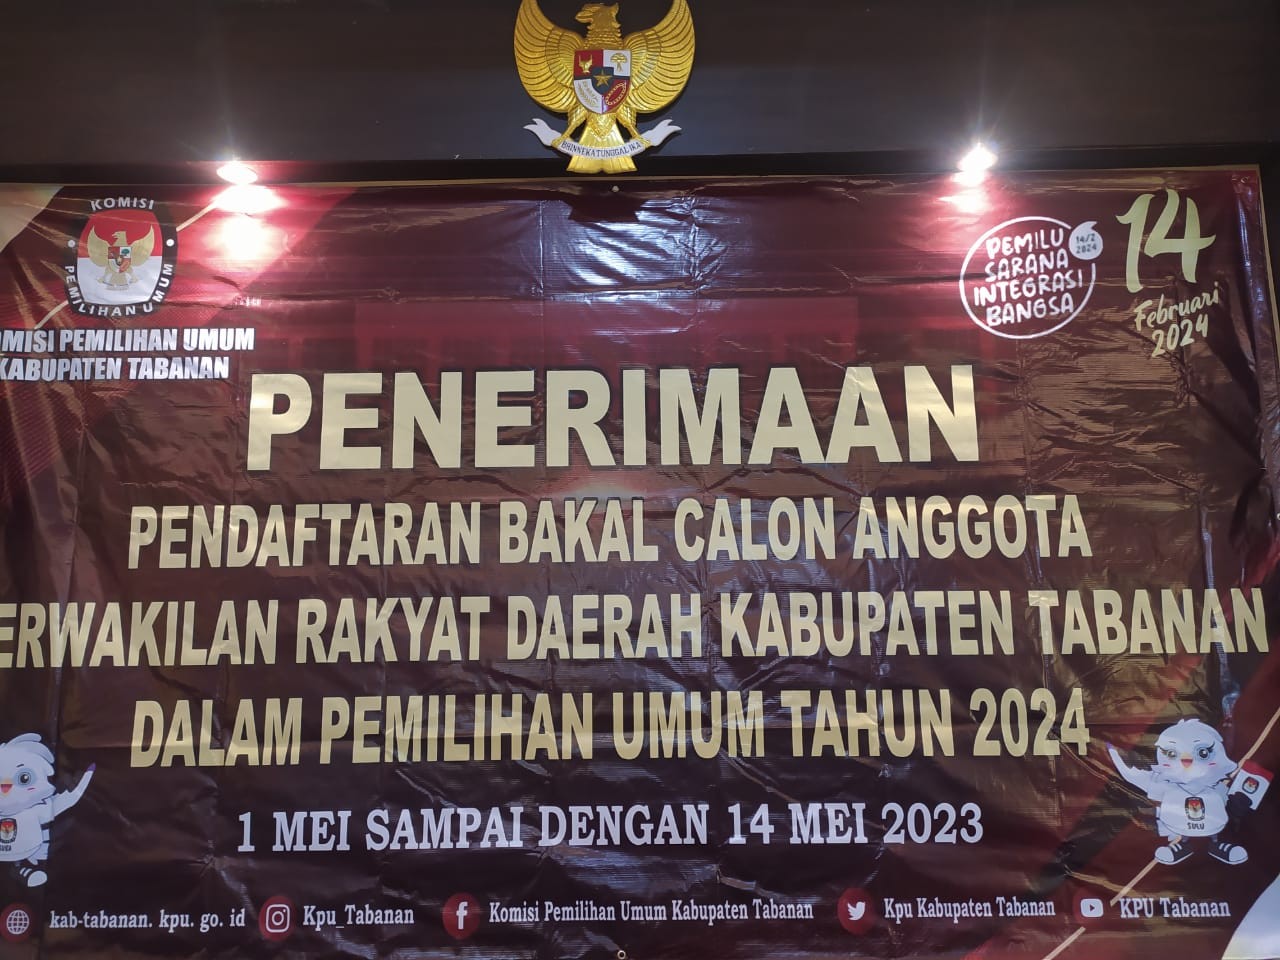 BHINNEKA TUNGGAL IKA
KOMISI
PEMILIHAN UMUM
OMISI PEMILIHAN UMUM
KABUPATEN TABANAN
PEMILU
SARANA
INTEGRASI
BANGSA
14/2
2024
14
Februari
2024
PENERIMAAN
PENDAFTARAN BAKAL CALON ANGGOTA
ERWAKILAN RAKYAT DAERAH KABUPATEN TABANAN
DALAM PEMILIHAN UMUM TAHUN 2024
1 MEI SAMPAI DENGAN 14 MEI 2023
SULU
kab-tabanan. kpu. go. id
Kpu_Tabanan
Komisi Pemilihan Umum Kabupaten Tabanan
Kpu Kabupaten Tabanan
KPU Tabanan